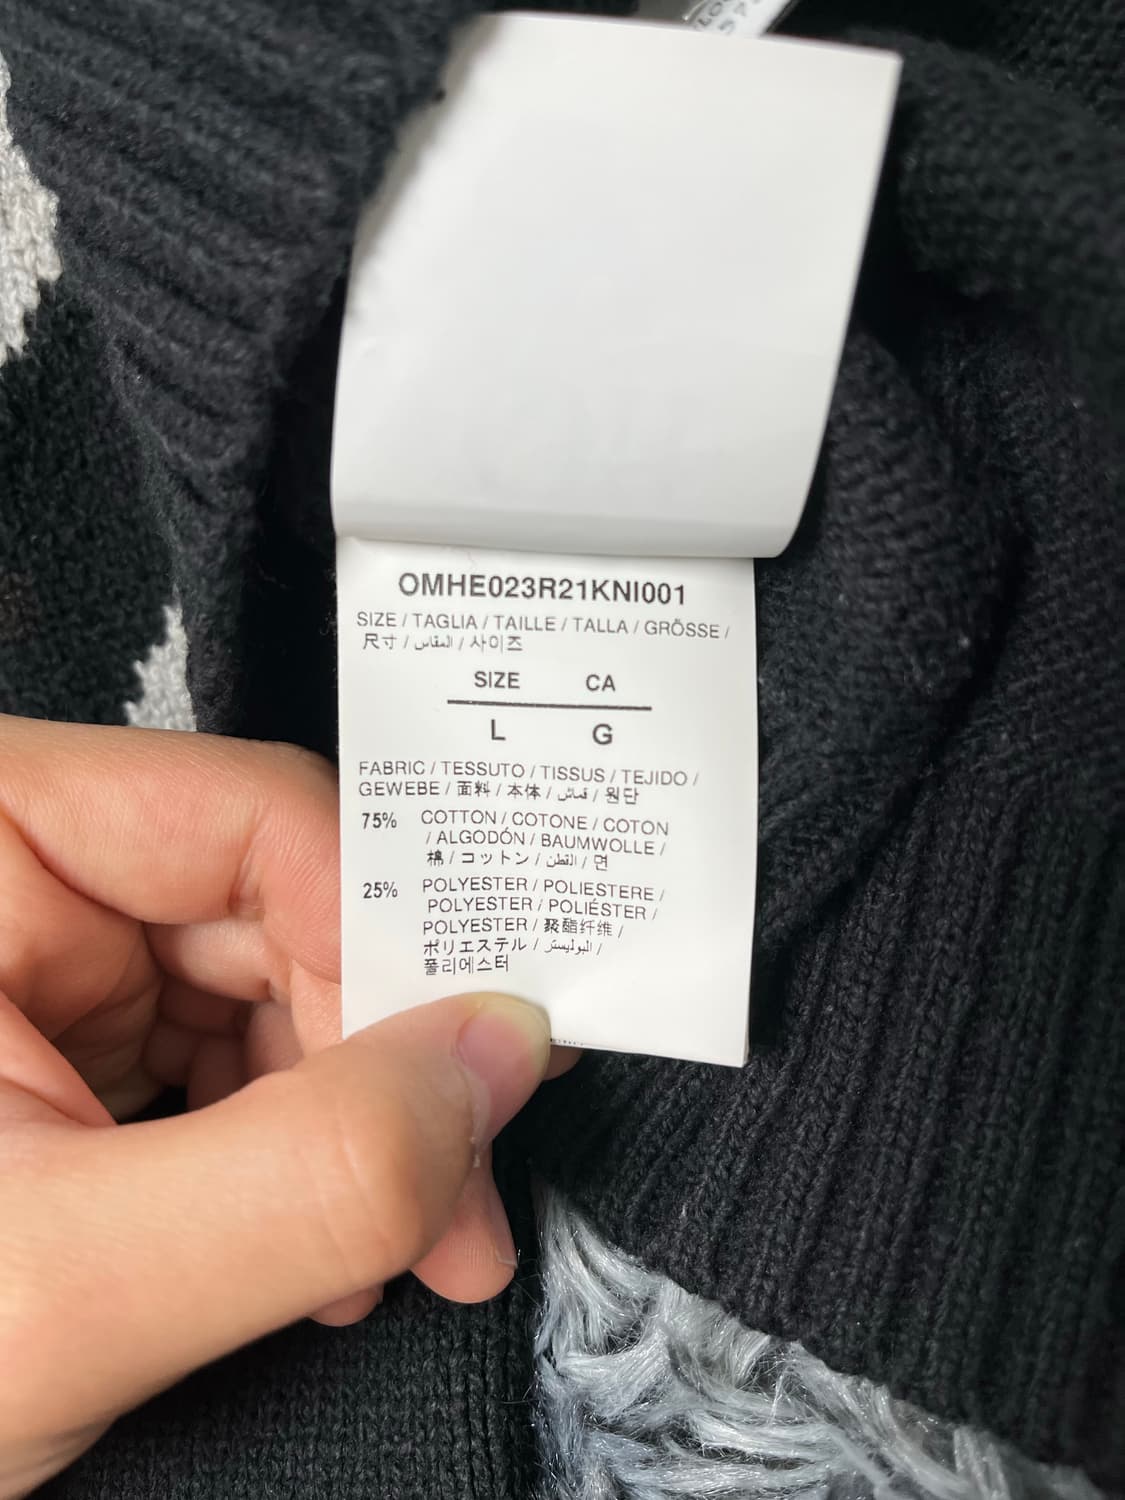 OMHE023R21KNI001
SIZE / TAGLIA / TAILLE / TALLA / GRÖSSE /
尺寸 / المقاس / 사이즈
SIZE CA
L G
FABRIC / TESSUTO / TISSUS / TEJIDO /
GEWEBE / 面料 / 本体 / قماش / 원단
75% COTTON / COTONE / COTON
/ ALGODÓN / BAUMWOLLE /
棉 / コットン / القطن / 면
25% POLYESTER / POLIESTERE /
POLYESTER / POLIÉSTER /
POLYESTER / 聚酯纤维 /
ポリエステル / البوليستر /
폴리에스터